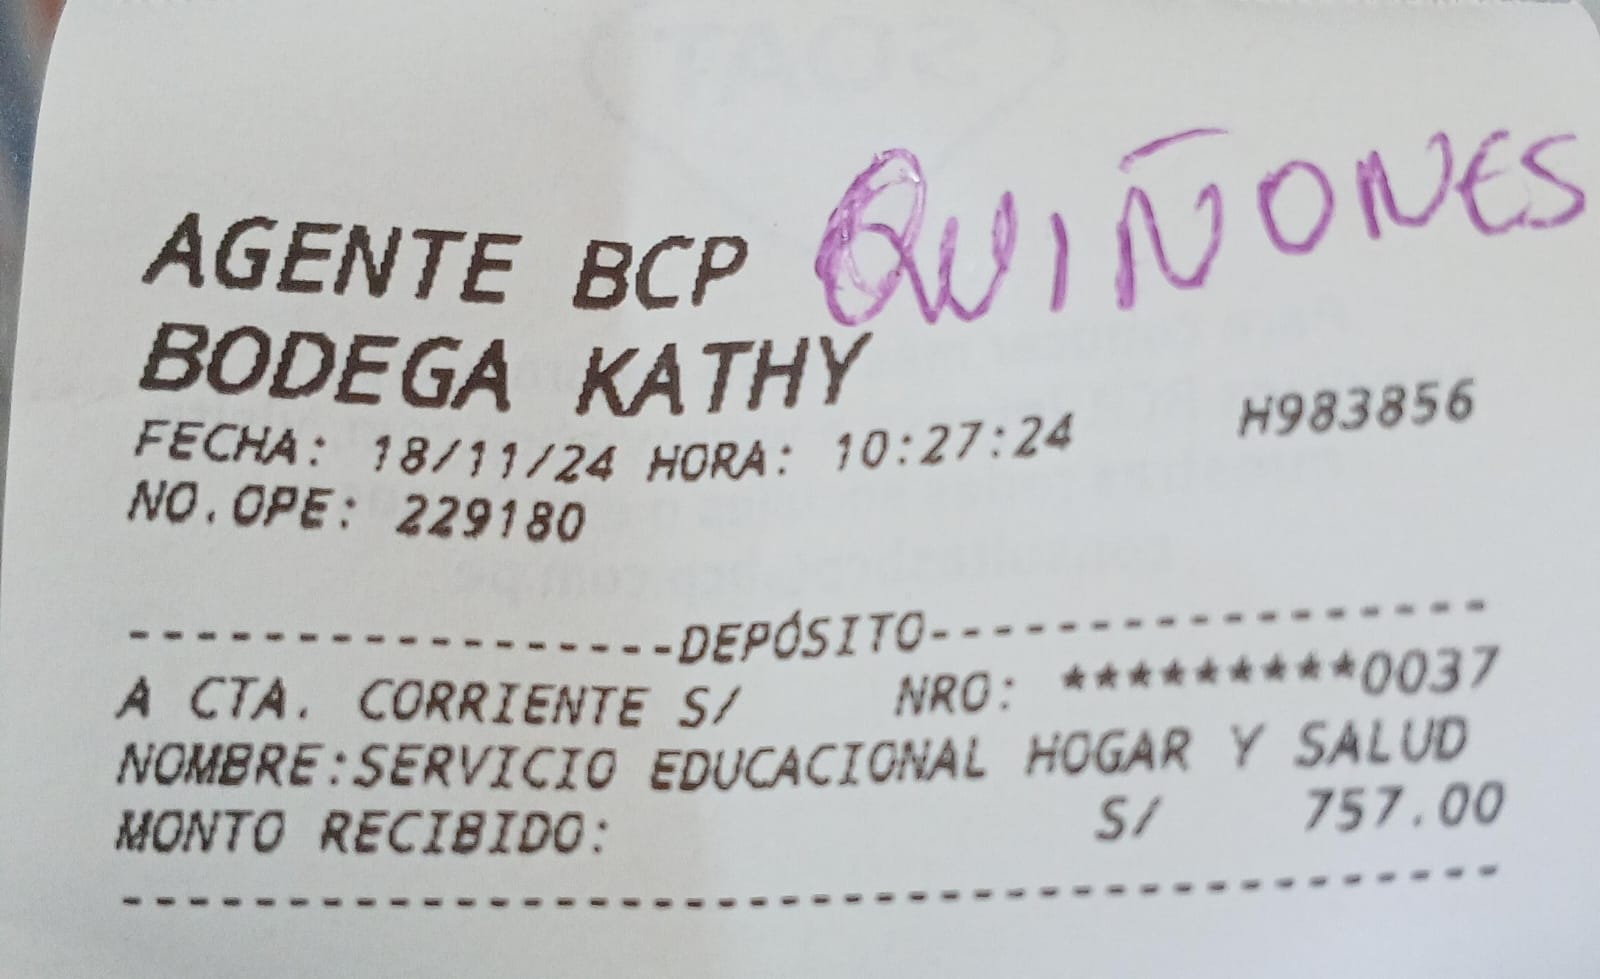 AGENTE BCP QUIÑONES
BODEGA KATHY
FECHA: 18/11/24 HORA: 10:27:24 H983856
NO.OPE: 229180
-----------------DEPÓSITO-----------------
A CTA. CORRIENTE S/ NRO: *********0037
NOMBRE:SERVICIO EDUCACIONAL HOGAR Y SALUD
MONTO RECIBIDO: S/ 757.00
------------------------------------------